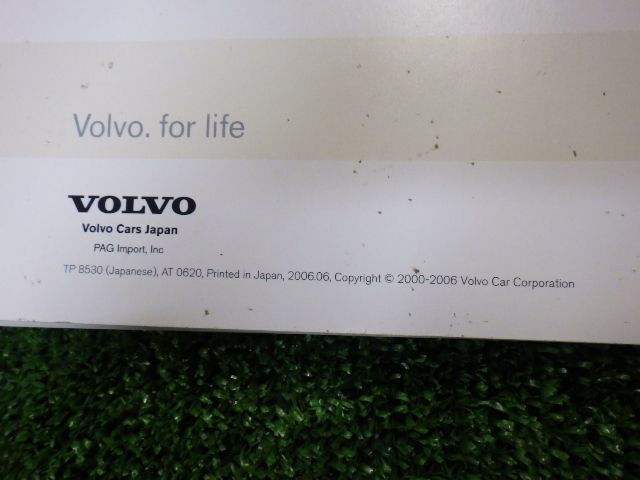 Volvo. for life
VOLVO
Volvo Cars Japan
PAG Import, Inc
TP 8530 (Japanese), AT 0620, Printed in Japan, 2006.06, Copyright © 2000-2006 Volvo Car Corporation